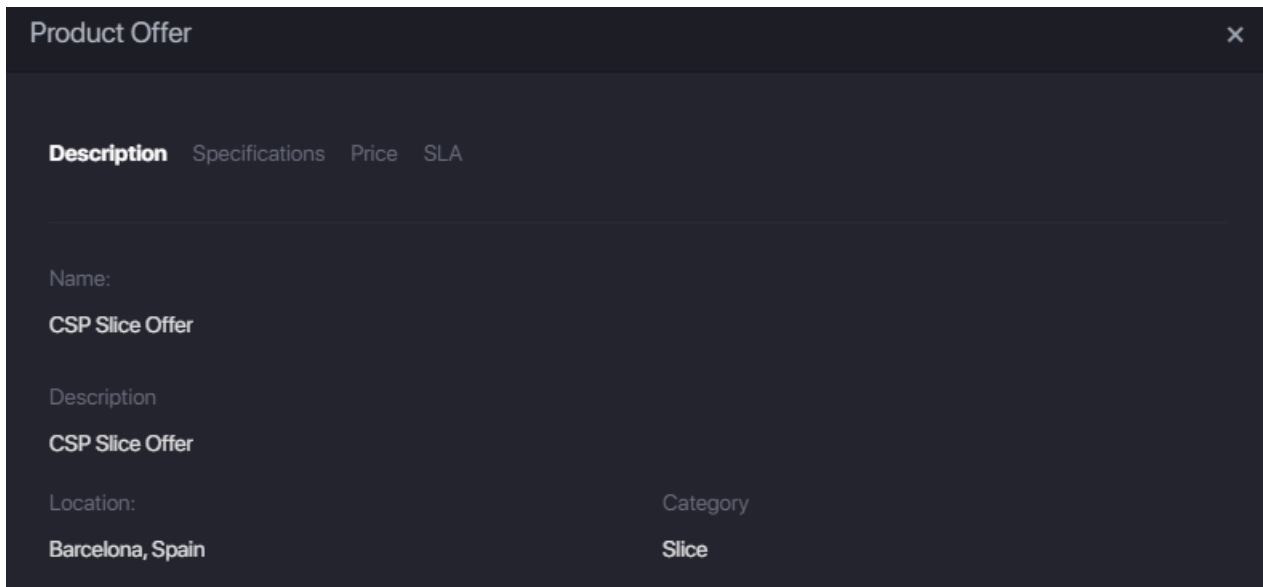 Product Offer ×
Description Specifications Price SLA
Name:
CSP Slice Offer
Description
CSP Slice Offer
Location: Category
Barcelona, Spain Slice